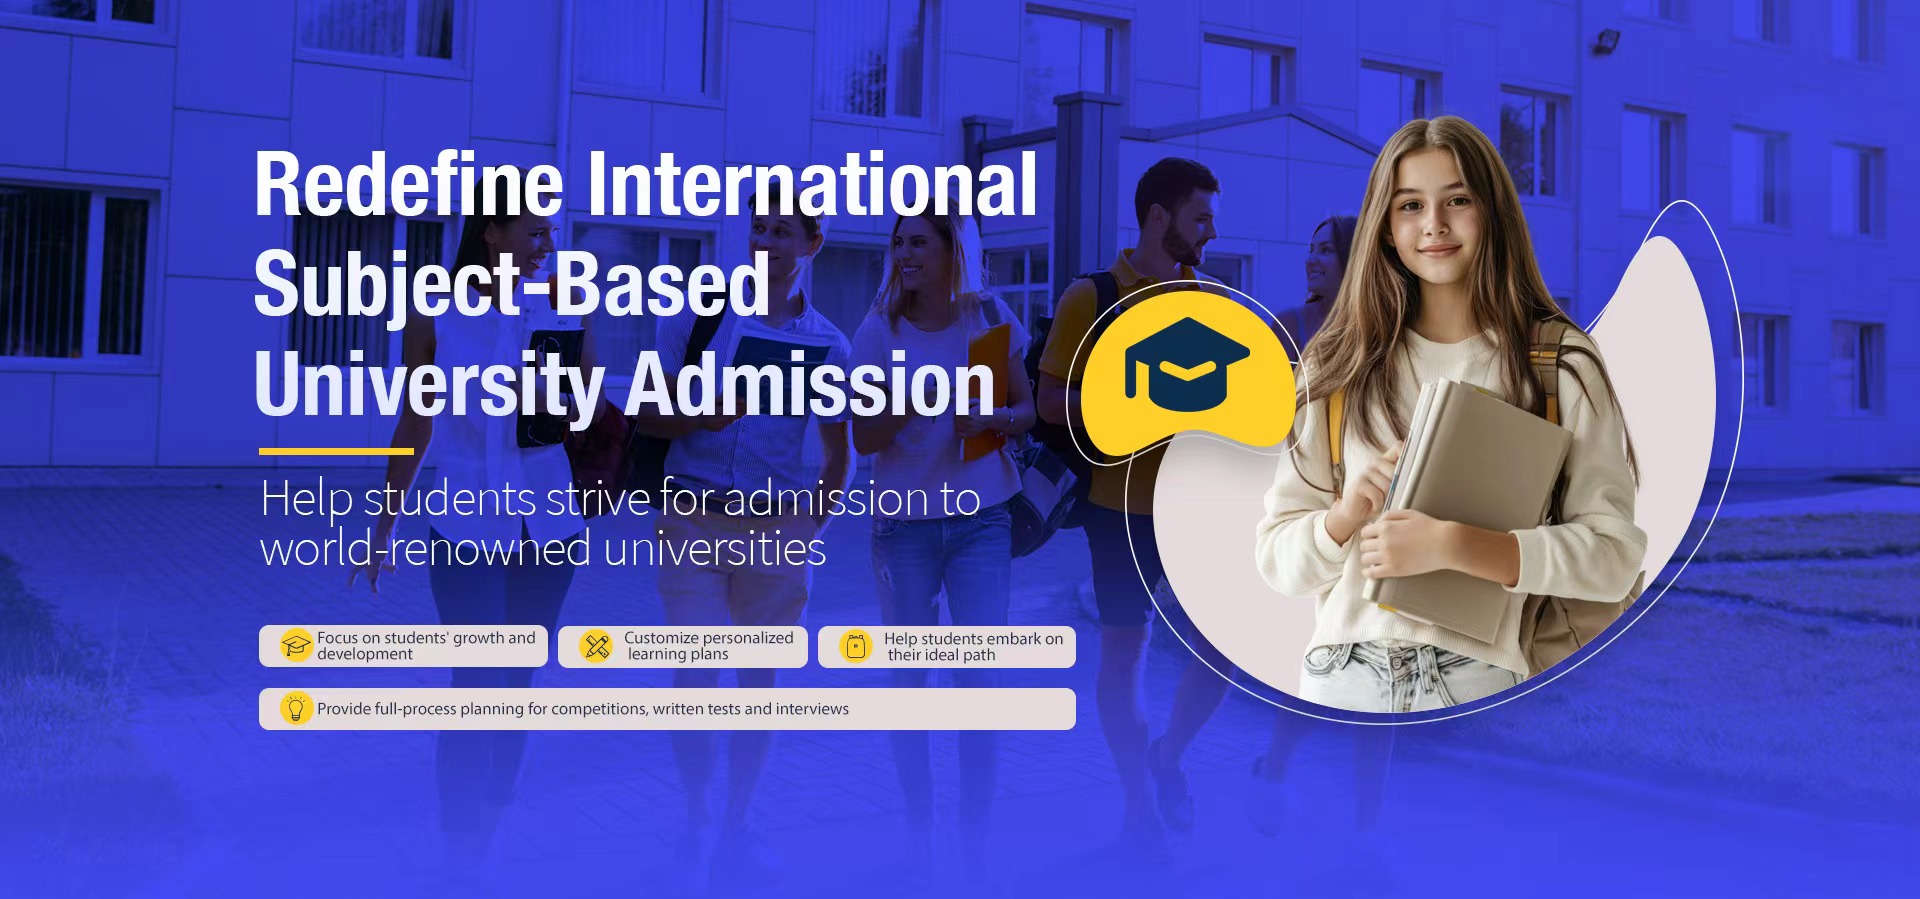 Redefine International
Subject-Based
University Admission
Help students strive for admission to
world-renowned universities
Focus on students' growth and
development
Customize personalized
learning plans
Help students embark on
their ideal path
Provide full-process planning for competitions, written tests and interviews